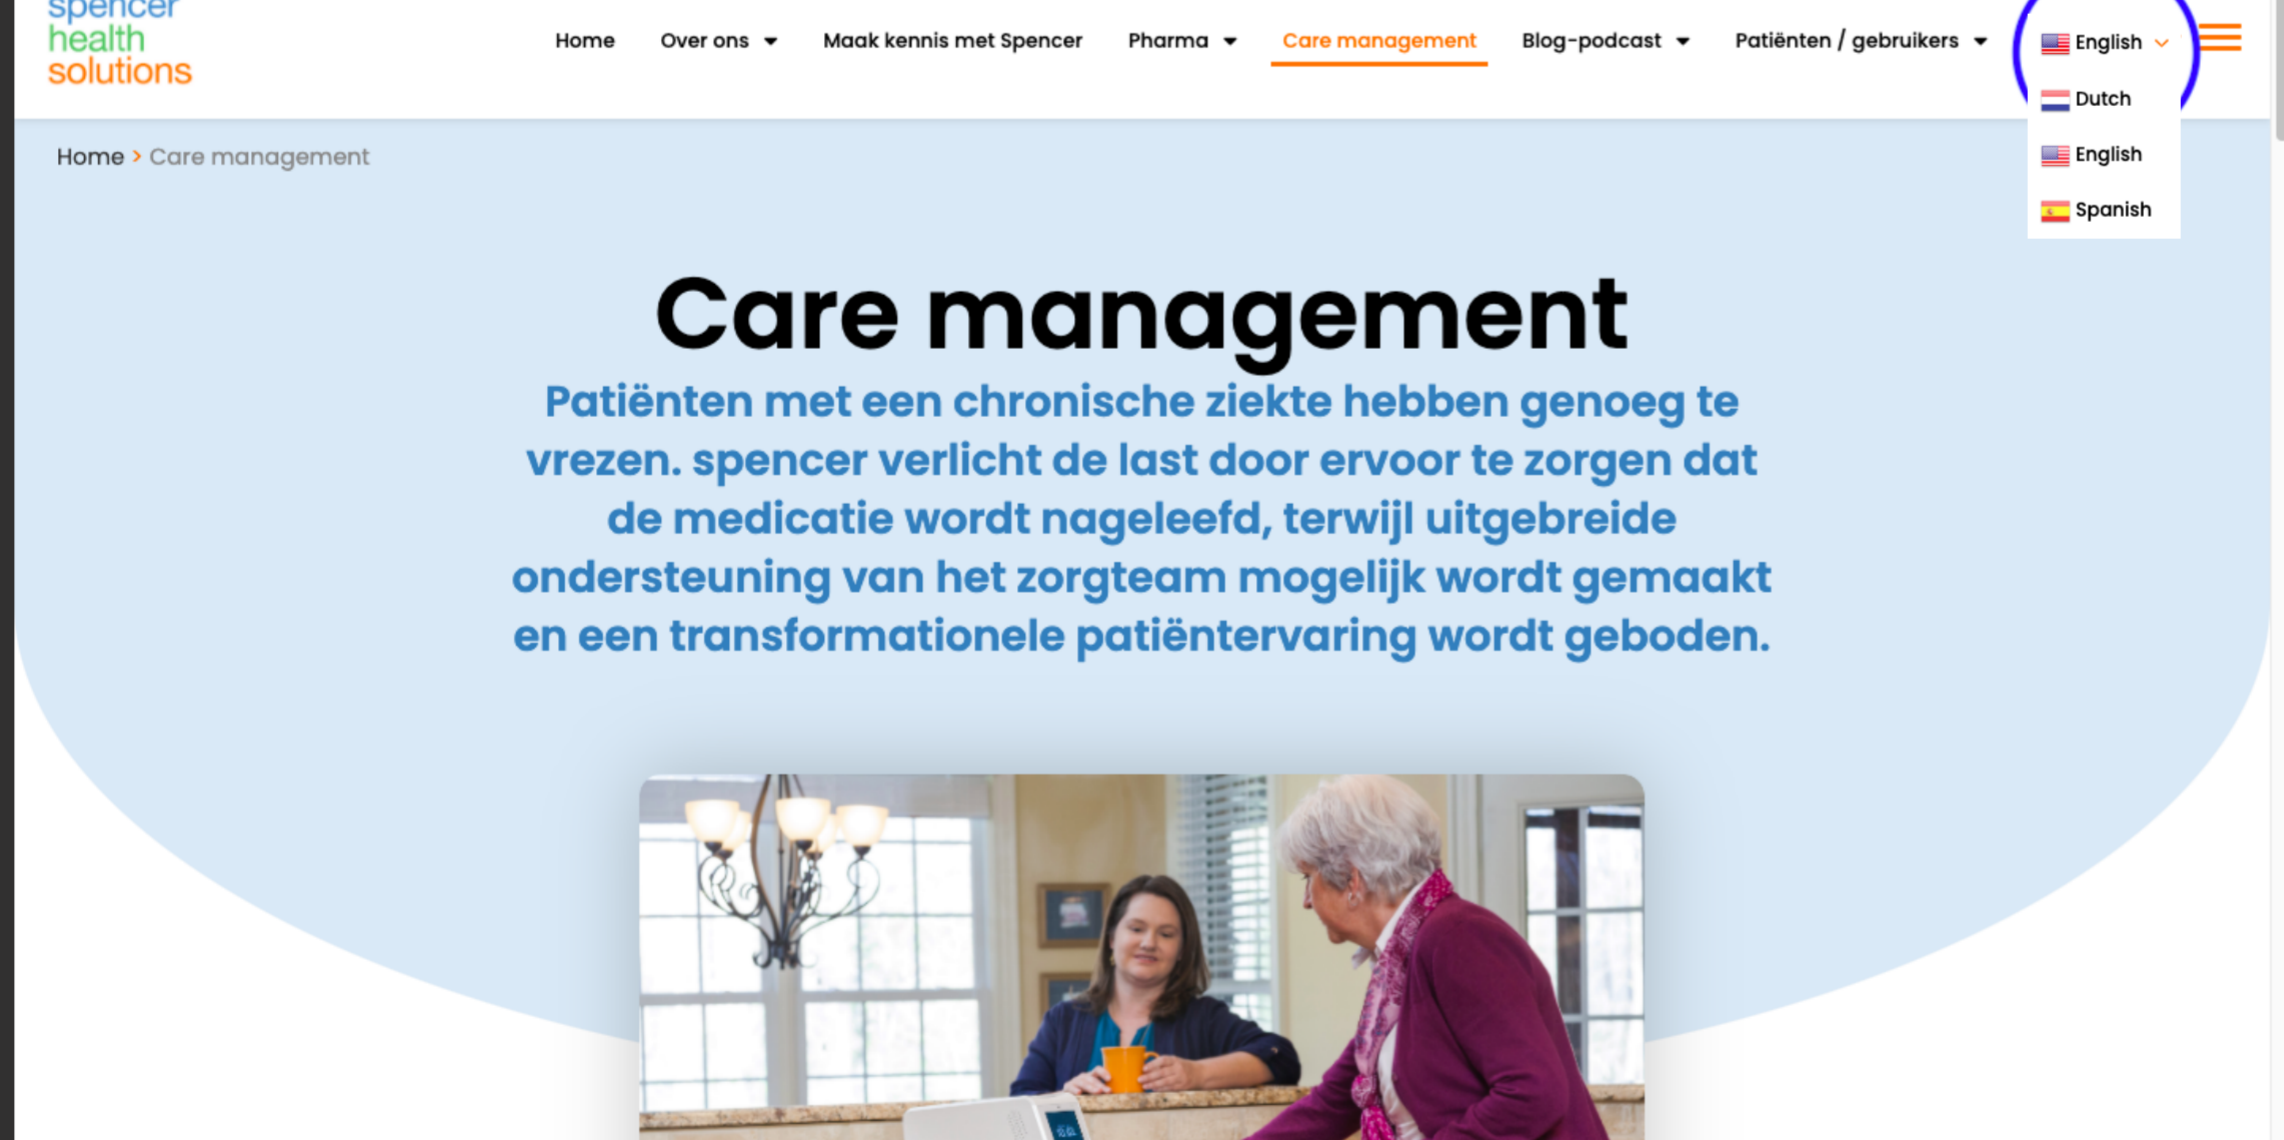 spencer
health
solutions
Home
Over ons
Maak kennis met Spencer
Pharma
Care management
Blog-podcast
Patiënten / gebruikers
English
Dutch
English
Spanish
Home > Care management
Care management
Patiënten met een chronische ziekte hebben genoeg te
vrezen. spencer verlicht de last door ervoor te zorgen dat
de medicatie wordt nageleefd, terwijl uitgebreide
ondersteuning van het zorgteam mogelijk wordt gemaakt
en een transformationele patiëntervaring wordt geboden.